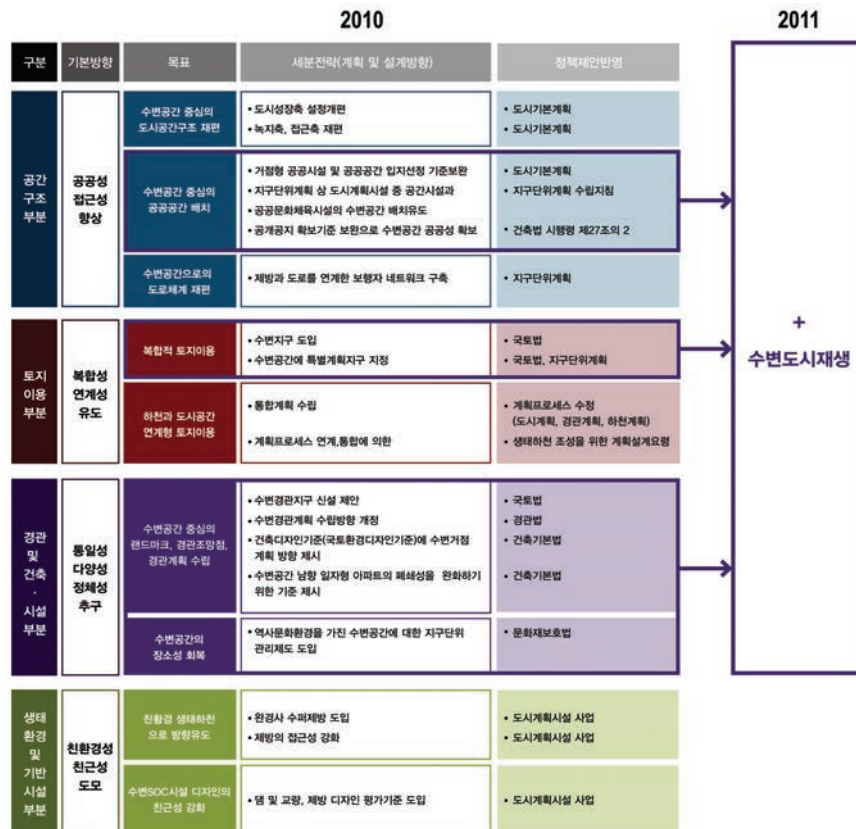 2010
2011
구분 기본방향 목표 세분전략(계획 및 설계방향) 정책제안반영
공간
구조
부분
공공성
접근성
향상
수변공간 중심의
도시공간구조 재편
• 도시성장축 설정개편
• 녹지축, 접근축 재편
• 도시기본계획
• 도시기본계획
수변공간 중심의
공공공간 배치
• 거점형 공공시설 및 공공공간 입지선정 기준보완
• 지구단위계획 상 도시계획시설 중 공간시설과
• 공공문화체육시설의 수변공간 배치유도
• 공개공지 확보기준 보완으로 수변공간 공공성 확보
• 도시기본계획
• 지구단위계획 수립지침
• 건축법 시행령 제27조의 2
수변공간으로의
도로체계 재편
• 제방과 도로를 연계한 보행자 네트워크 구축
• 지구단위계획
토지
이용
부분
복합성
연계성
유도
복합적 토지이용
• 수변지구 도입
• 수변공간에 특별계획지구 지정
• 국토법
• 국토법, 지구단위계획
하천과 도시공간
연계형 토지이용
• 통합계획 수립
• 계획프로세스 연계,통합에 의한
• 계획프로세스 수정
(도시계획, 경관계획, 하천계획)
• 생태하천 조성을 위한 계획설계요령
경관
및
건축
·
시설
부분
통일성
다양성
정체성
추구
수변공간 중심의
랜드마크, 경관조망점,
경관계획 수립
• 수변경관지구 신설 제안
• 수변경관계획 수립방향 개정
• 건축디자인기준(국토환경디자인기준)에 수변거점
계획 방향 제시
• 수변공간 남향 일자형 아파트의 폐쇄성을 완화하기
위한 기준 제시
• 국토법
• 경관법
• 건축기본법
• 건축기본법
수변공간의
장소성 회복
• 역사문화환경을 가진 수변공간에 대한 지구단위
관리제도 도입
• 문화재보호법
생태
환경
및
기반
시설
부분
친환경성
친근성
도모
친환경 생태하천
으로 방향유도
• 완경사 수퍼제방 도입
• 제방의 접근성 강화
• 도시계획시설 사업
• 도시계획시설 사업
수변SOC시설 디자인의
친근성 강화
• 댐 및 교량, 제방 디자인 평가기준 도입
• 도시계획시설 사업
+
수변도시재생